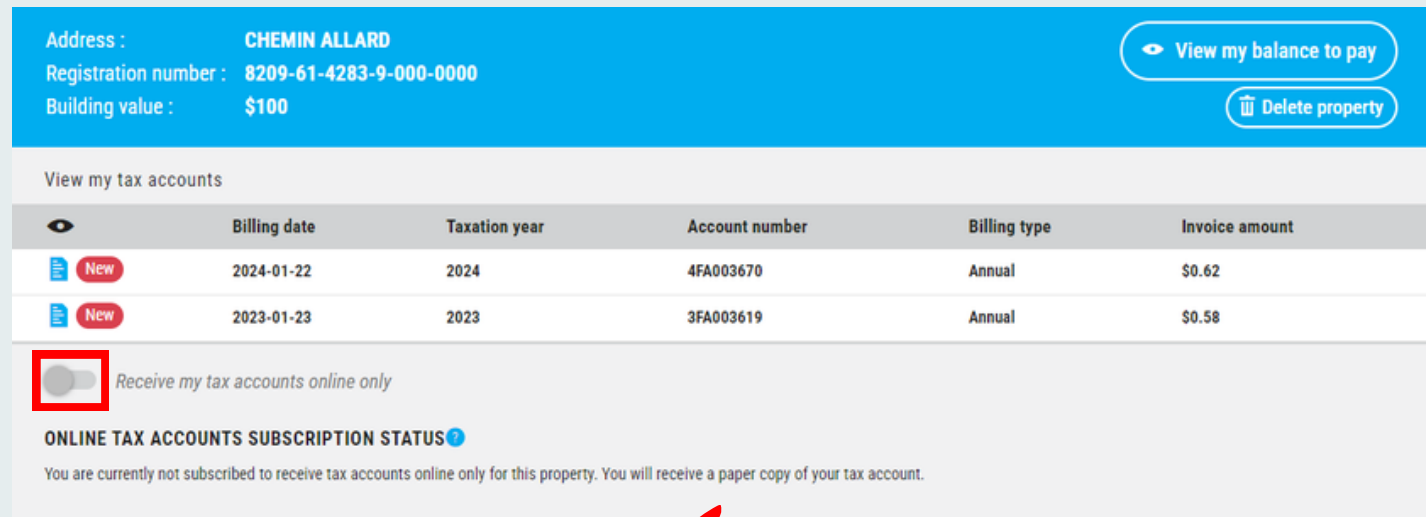 Address : CHEMIN ALLARD
View my balance to pay
Registration number : 8209-61-4283-9-000-0000
Building value : $100
Delete property
View my tax accounts
Billing date Taxation year Account number Billing type Invoice amount
New 2024-01-22 2024 4FA003670 Annual $0.62
New 2023-01-23 2023 3FA003619 Annual $0.58
Receive my tax accounts online only
ONLINE TAX ACCOUNTS SUBSCRIPTION STATUS ?
You are currently not subscribed to receive tax accounts online only for this property. You will receive a paper copy of your tax account.